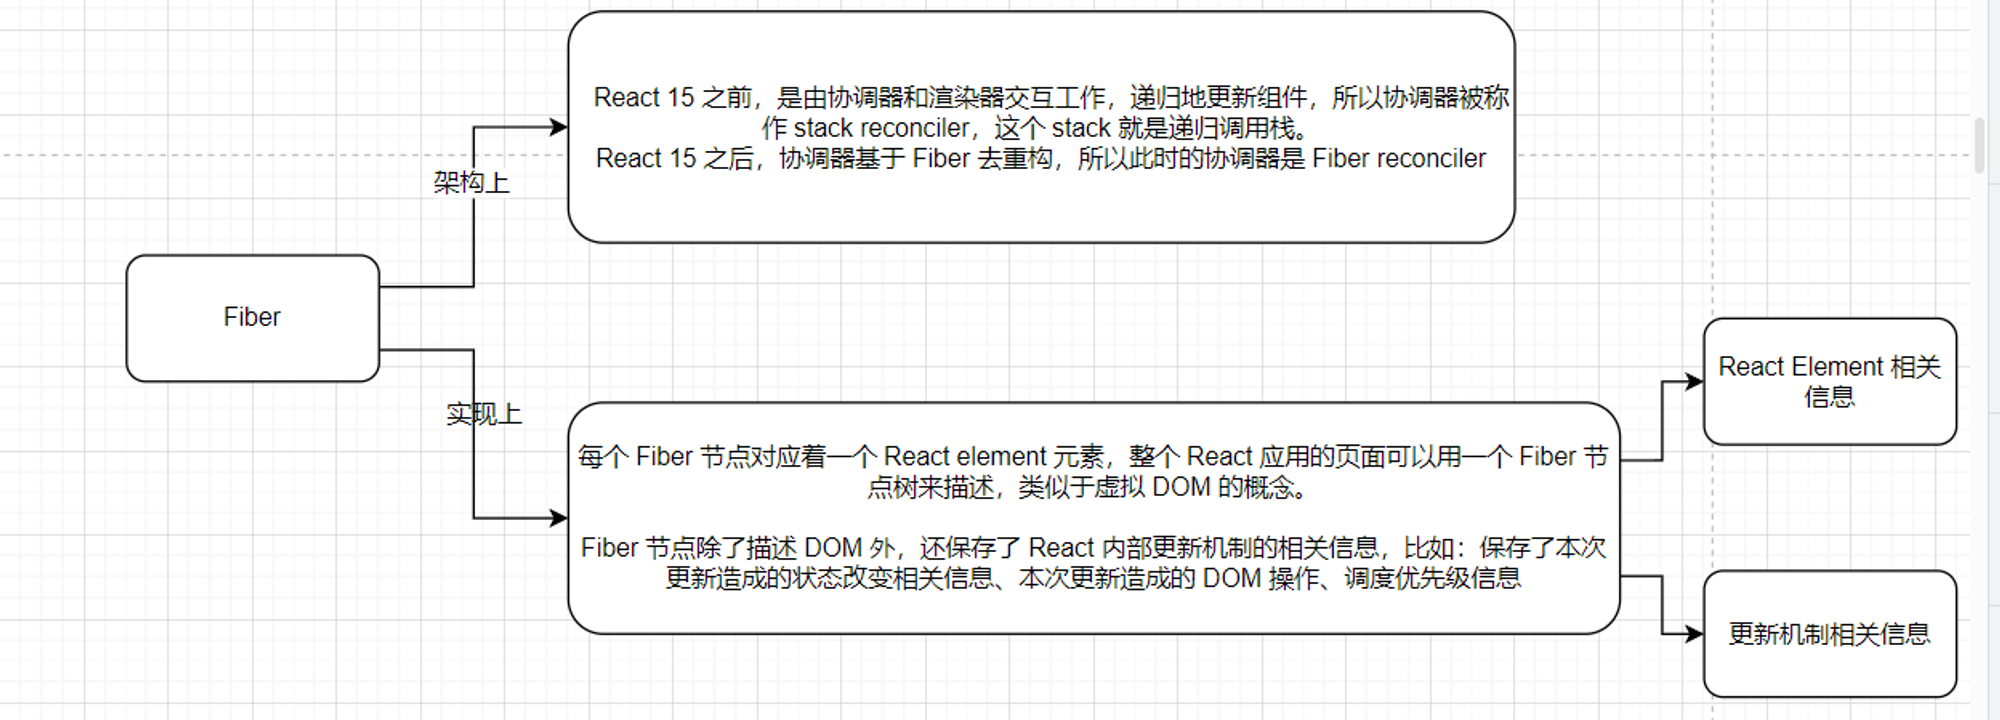 React 15 之前，是由协调器和渲染器交互工作，递归地更新组件，所以协调器被称
作 stack reconciler，这个 stack 就是递归调用栈。
React 15 之后，协调器基于 Fiber 去重构，所以此时的协调器是 Fiber reconciler
架构上
Fiber
实现上
每个 Fiber 节点对应着一个 React element 元素，整个 React 应用的页面可以用一个 Fiber 节
点树来描述，类似于虚拟 DOM 的概念。
Fiber 节点除了描述 DOM 外，还保存了 React 内部更新机制的相关信息，比如：保存了本次
更新造成的状态改变相关信息、本次更新造成的 DOM 操作、调度优先级信息
React Element 相关
信息
更新机制相关信息